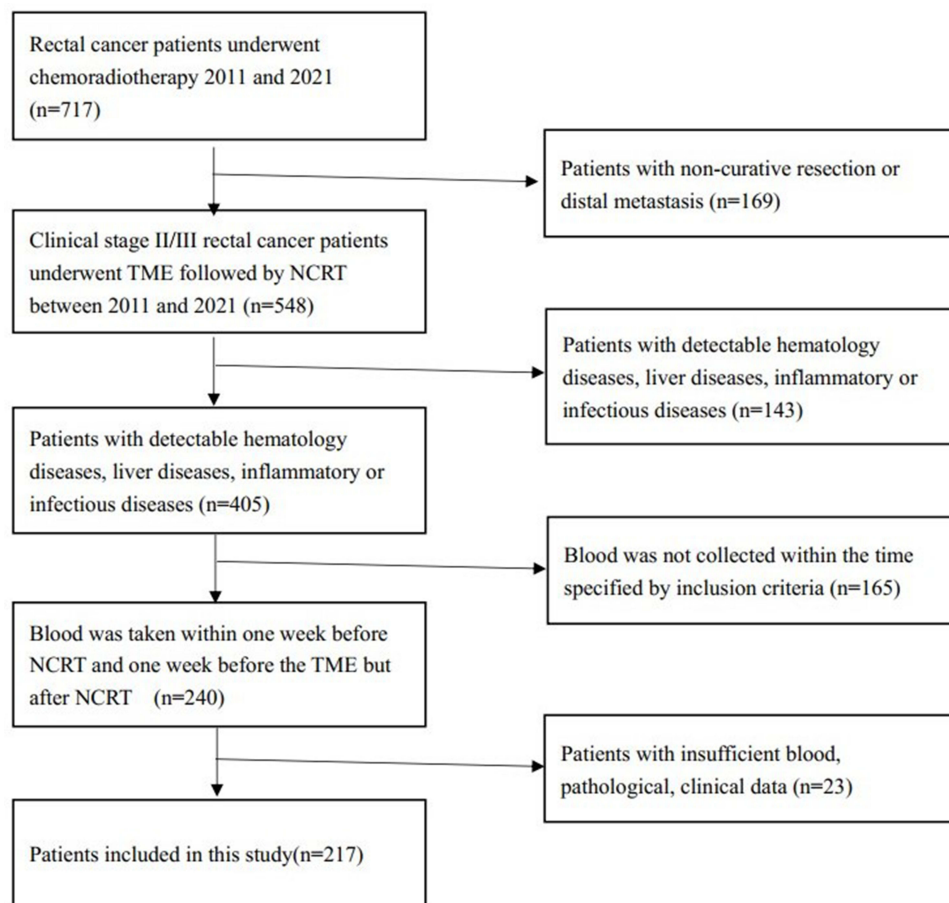 Rectal cancer patients underwent
chemoradiotherapy 2011 and 2021
(n=717)
Patients with non-curative resection or
distal metastasis (n=169)
Clinical stage II/III rectal cancer patients
underwent TME followed by NCRT
between 2011 and 2021 (n=548)
Patients with detectable hematology
diseases, liver diseases, inflammatory or
infectious diseases (n=143)
Patients with detectable hematology
diseases, liver diseases, inflammatory or
infectious diseases (n=405)
Blood was not collected within the time
specified by inclusion criteria (n=165)
Blood was taken within one week before
NCRT and one week before the TME but
after NCRT (n=240)
Patients with insufficient blood,
pathological, clinical data (n=23)
Patients included in this study(n=217)